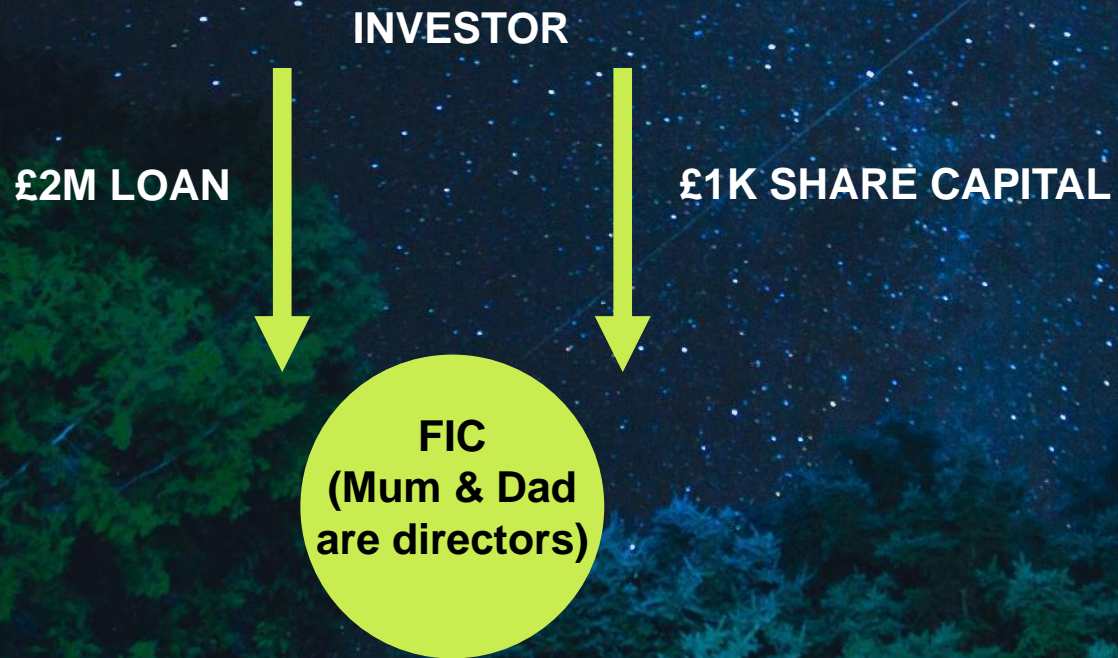 INVESTOR
£2M LOAN
£1K SHARE CAPITAL
FIC
(Mum & Dad
are directors)